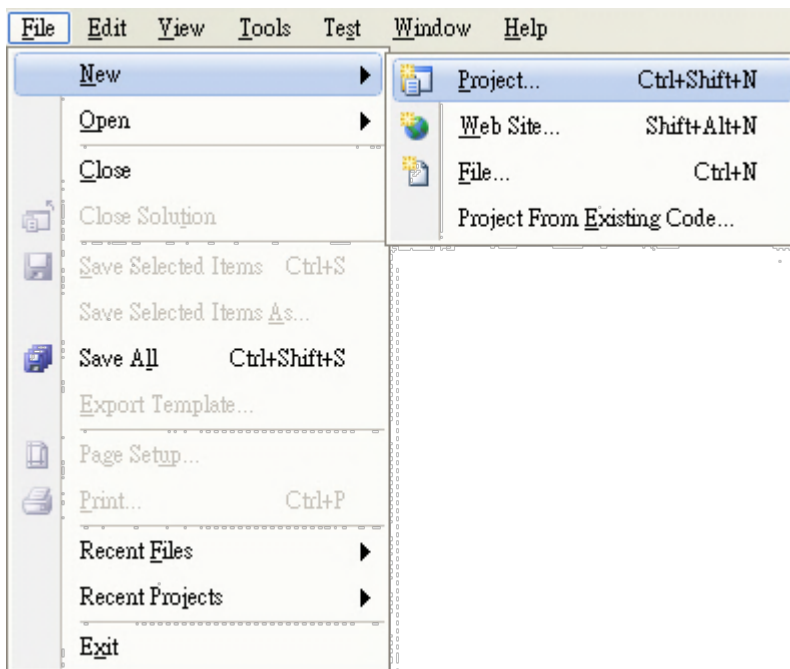 File Edit View Tools Test Window Help
New
Open
Close
Close Solution
Save Selected Items Ctrl+S
Save Selected Items As...
Save All Ctrl+Shift+S
Export Template...
Page Setup...
Print... Ctrl+P
Recent Files
Recent Projects
Exit
Project... Ctrl+Shift+N
Web Site... Shift+Alt+N
File... Ctrl+N
Project From Existing Code...